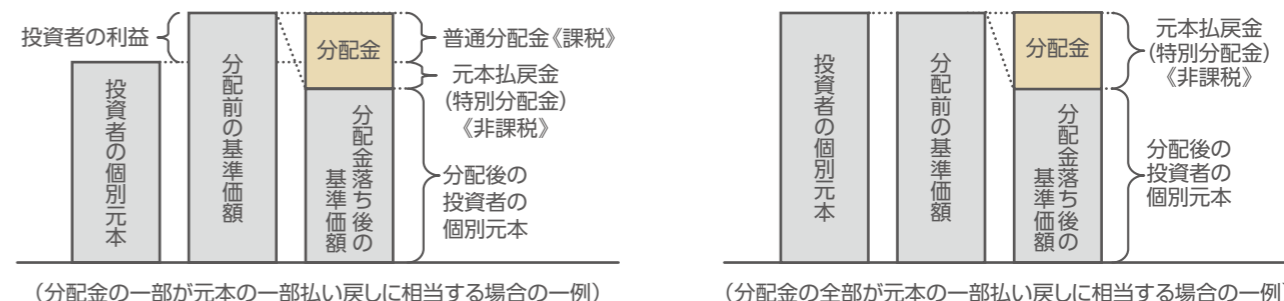 投資者の利益
投資者の個別元本
分配前の基準価額
分配金
分配金落ち後の
基準価額
普通分配金《課税》
元本払戻金
(特別分配金)
《非課税》
分配後の
投資者の
個別元本
(分配金の一部が元本の一部払い戻しに相当する場合の一例)
投資者の個別元本
分配前の基準価額
分配金
分配金落ち後の
基準価額
元本払戻金
(特別分配金)
《非課税》
分配後の
投資者の
個別元本
(分配金の全部が元本の一部払い戻しに相当する場合の一例)